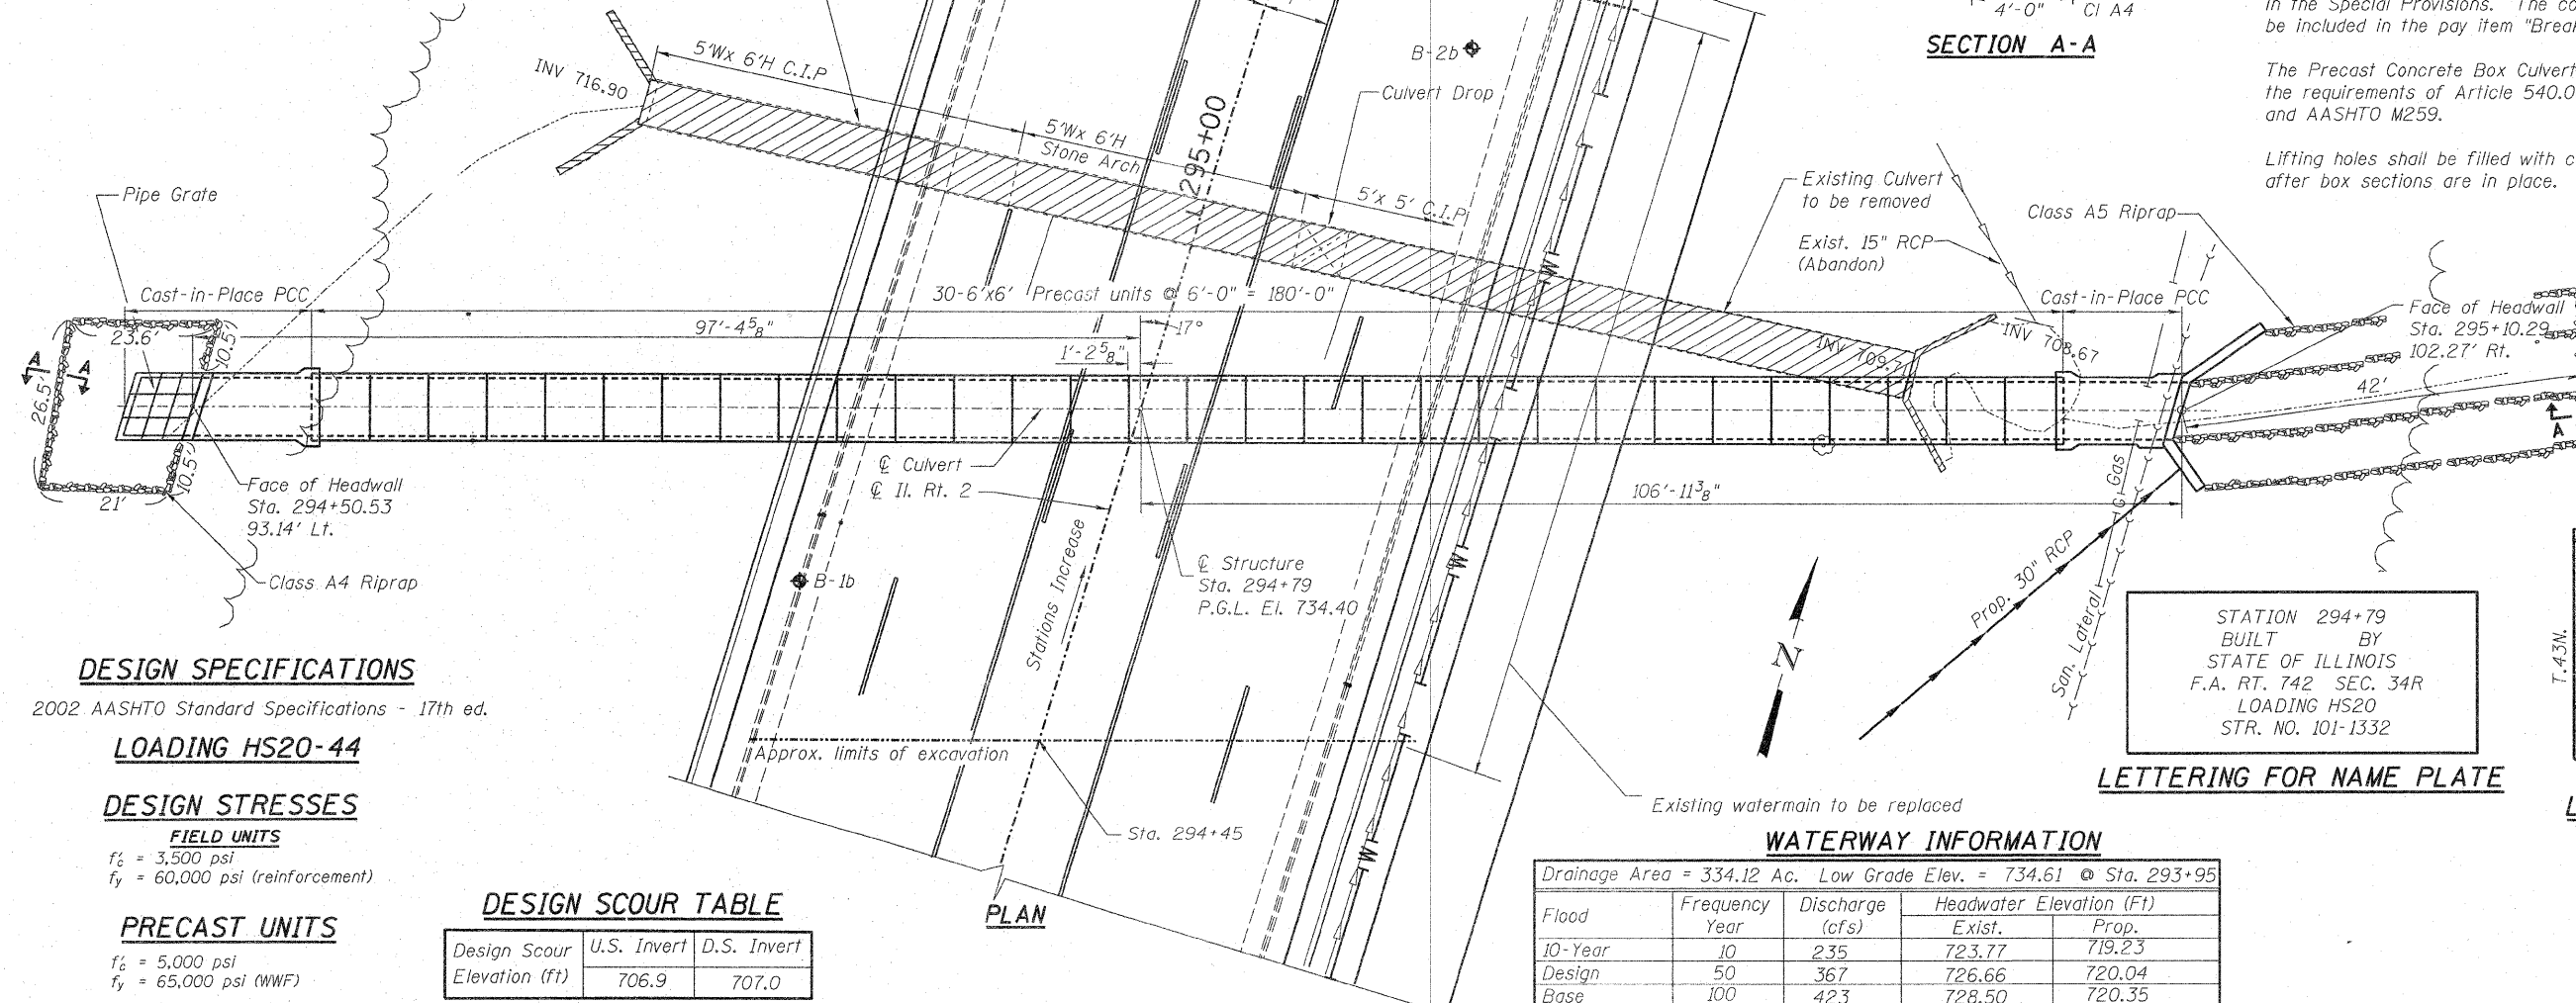 4'-0" Cl A4
SECTION A-A
in the Special Provisions. The
be included in the pay item
The Precast Concrete Box Culvert
the requirements of Article
and AASHTO M259.
Lifting holes shall be filled with
after box sections are in place.
5'Wx 6'H C.I.P
INV 716.90
5'Wx 6'H
Stone Arch
295+00
B-2b
Culvert Drop
5'x 5' C.I.P
Existing Culvert
to be removed
Exist. 15" RCP
(Abandon)
Class A5 Riprap
Pipe Grate
Cast-in-Place PCC
30-6'x6' Precast units @ 6'-0" = 180'-0"
Cast-in-Place PCC
Face of Headwall
Sta. 295+10.29
102.27' Rt.
23.6'
10.5'
97'-4 5/8"
17°
1'-2 5/8"
INV 708.67
A
A
26.5'
10.5'
21'
42'
A
W
℄ Culvert
℄ Il. Rt. 2
106'-11 3/8"
Gas
G
Face of Headwall
Sta. 294+50.53
93.14' Lt.
Class A4 Riprap
B-1b
Stations Increase
℄ Structure
Sta. 294+79
P.G.L. El. 734.40
W
N
Prop. 30" RCP
San. Lateral
STATION 294+79
BUILT BY
STATE OF ILLINOIS
F.A. RT. 742 SEC. 34R
LOADING HS20
STR. NO. 101-1332
LETTERING FOR NAME PLATE
T.43N.
DESIGN SPECIFICATIONS
2002 AASHTO Standard Specifications - 17th ed.
LOADING HS20-44
DESIGN STRESSES
FIELD UNITS
f'c = 3,500 psi
fy = 60,000 psi (reinforcement)
PRECAST UNITS
f'c = 5,000 psi
fy = 65,000 psi (WWF)
Approx. limits of excavation
Sta. 294+45
W
Existing watermain to be replaced
PLAN
DESIGN SCOUR TABLE
Design Scour Elevation (ft) U.S. Invert D.S. Invert
706.9 707.0
WATERWAY INFORMATION
Drainage Area = 334.12 Ac. Low Grade Elev. = 734.61 @ Sta. 293+95
Flood Frequency Year Discharge (cfs) Headwater Elevation (Ft)
Exist. Prop.
10-Year 10 235 723.77 719.23
Design 50 367 726.66 720.04
Base 100 423 728.50 720.35